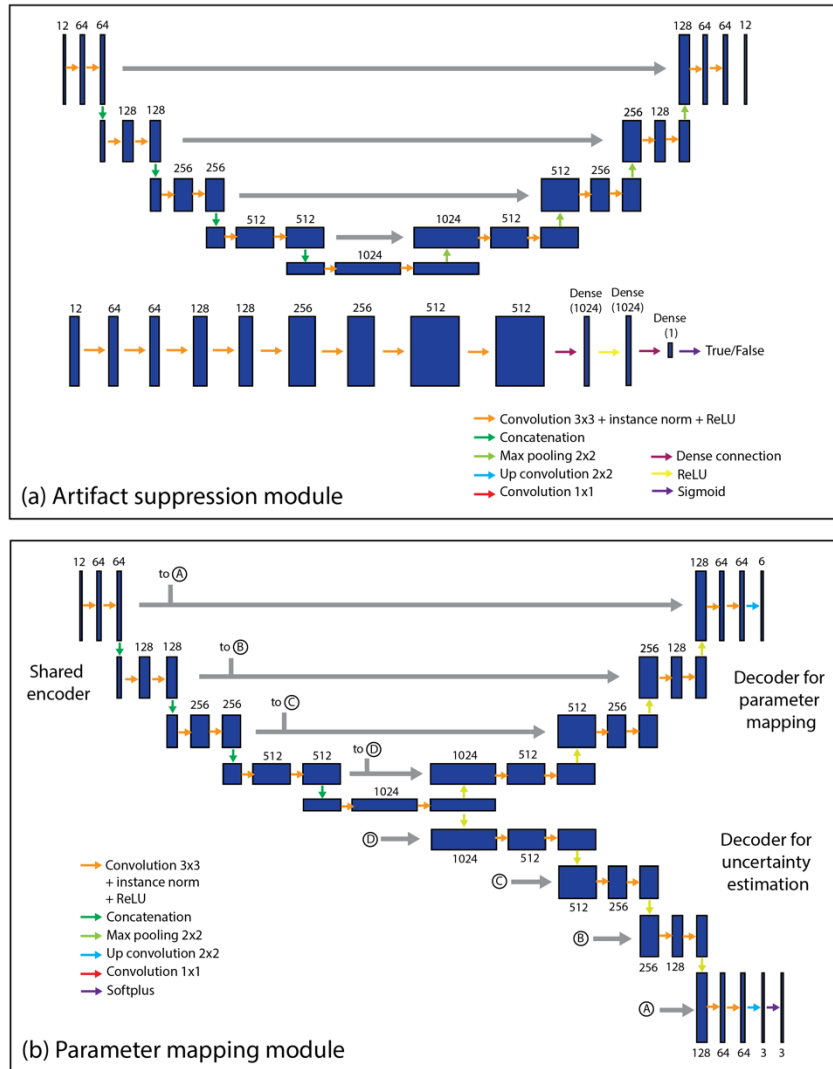 12 64 64
128 64 64 12
128 128
256 128
256 256
512 256
512 512
1024 512
1024
12 64 64 128 128 256 256 512 512
Dense (1024)
Dense (1024)
Dense (1)
True/False
Convolution 3x3 + instance norm + ReLU
Concatenation
Max pooling 2x2
Up convolution 2x2
Convolution 1x1
Dense connection
ReLU
Sigmoid
(a) Artifact suppression module
12 64 64
to A
128 64 64 6
128 128
to B
256 128
Shared
encoder
Decoder for
parameter
mapping
256 256
to C
512 256
512 512
to D
1024 512
1024
D
1024 512
Decoder for
uncertainty
estimation
C
512 256
B
256 128
A
128 64 64 3 3
Convolution 3x3
+ instance norm
+ ReLU
Concatenation
Max pooling 2x2
Up convolution 2x2
Convolution 1x1
Softplus
(b) Parameter mapping module